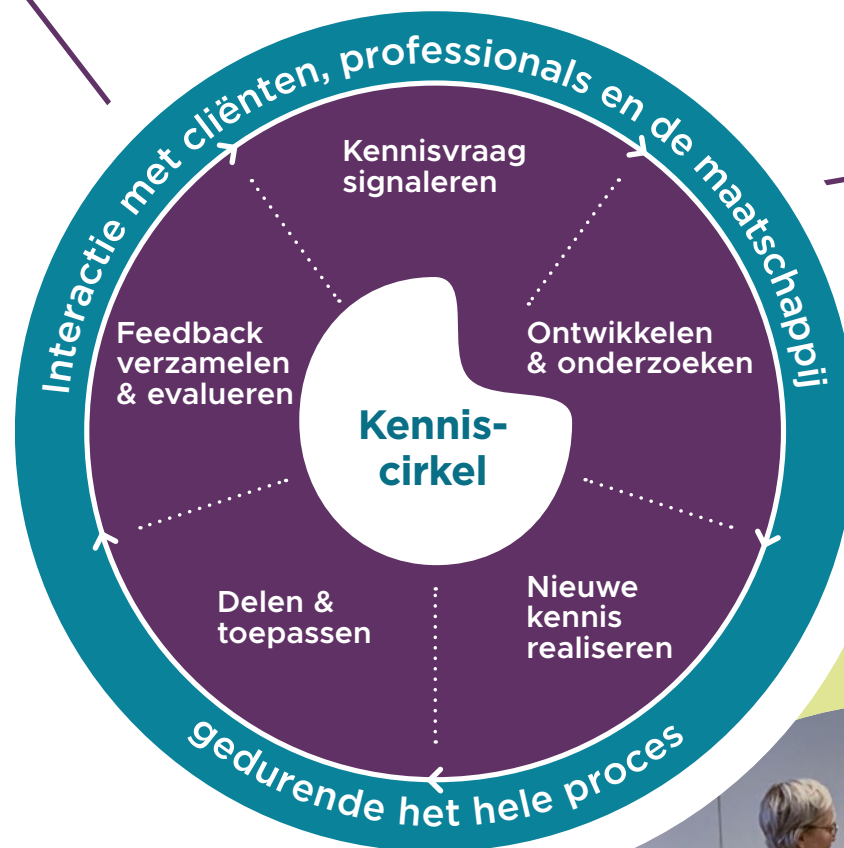 Interactie met cliënten, professionals en de maatschappij
Kennisvraag
signaleren
Ontwikkelen
& onderzoeken
Nieuwe
kennis
realiseren
Delen &
toepassen
Feedback
verzamelen
& evalueren
Kennis-
cirkel
gedurende het hele proces